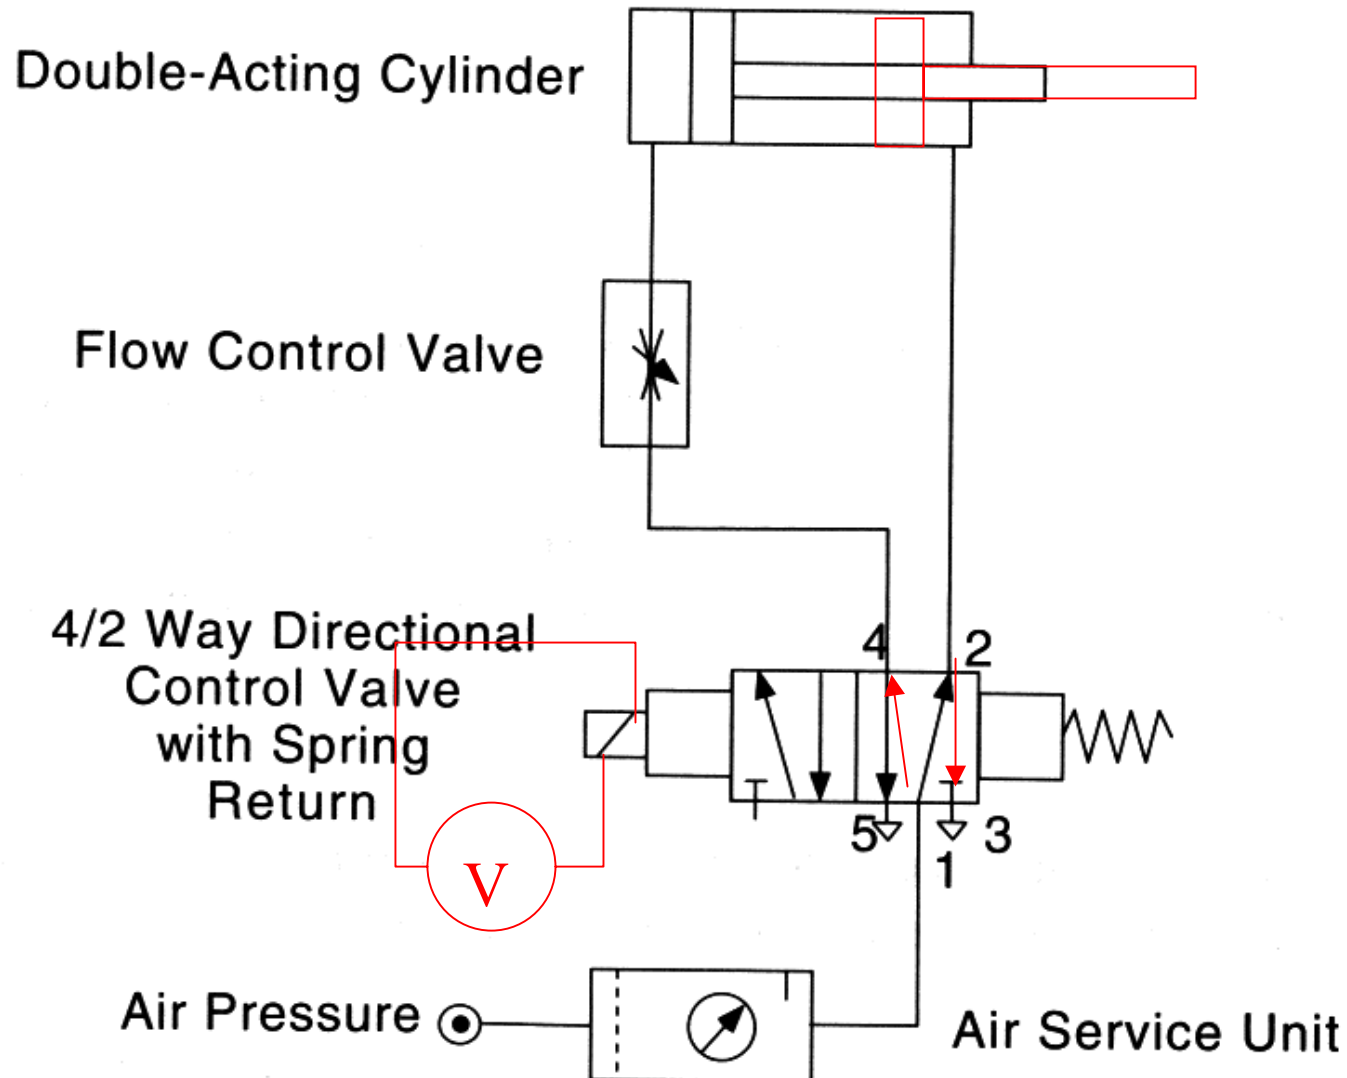 Double-Acting Cylinder
Flow Control Valve
4/2 Way Directional
Control Valve
with Spring
Return
4
2
5
3
1
V
Air Pressure
Air Service Unit